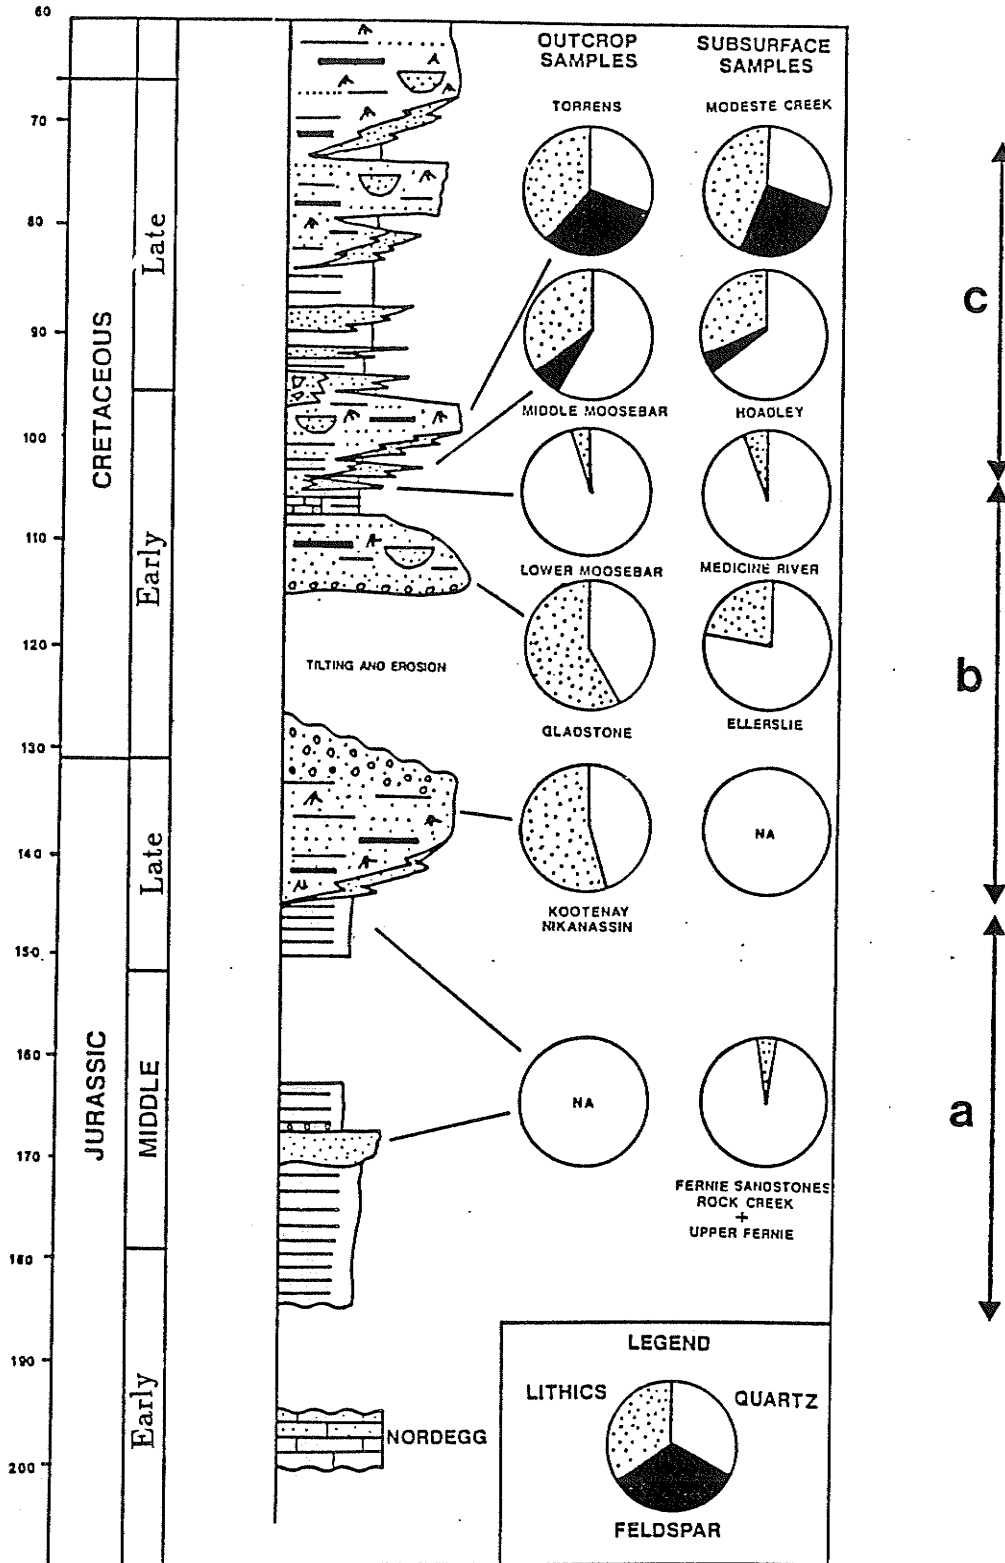 60
OUTCROP
SAMPLES
SUBSURFACE
SAMPLES
TORRENS
MODESTE CREEK
70
80
Late
90
c
CRETACEOUS
MIDDLE MOOSEBAR
HOADLEY
100
110
Early
LOWER MOOSEBAR
MEDICINE RIVER
120
TILTING AND EROSION
b
GLADSTONE
ELLERSLIE
130
140
Late
NA
KOOTENAY
NIKANASSIN
150
160
JURASSIC
MIDDLE
NA
a
170
FERNIE SANDSTONES
ROCK CREEK
+
UPPER FERNIE
180
190
Early
NORDEGG
200
LEGEND
LITHICS
QUARTZ
FELDSPAR